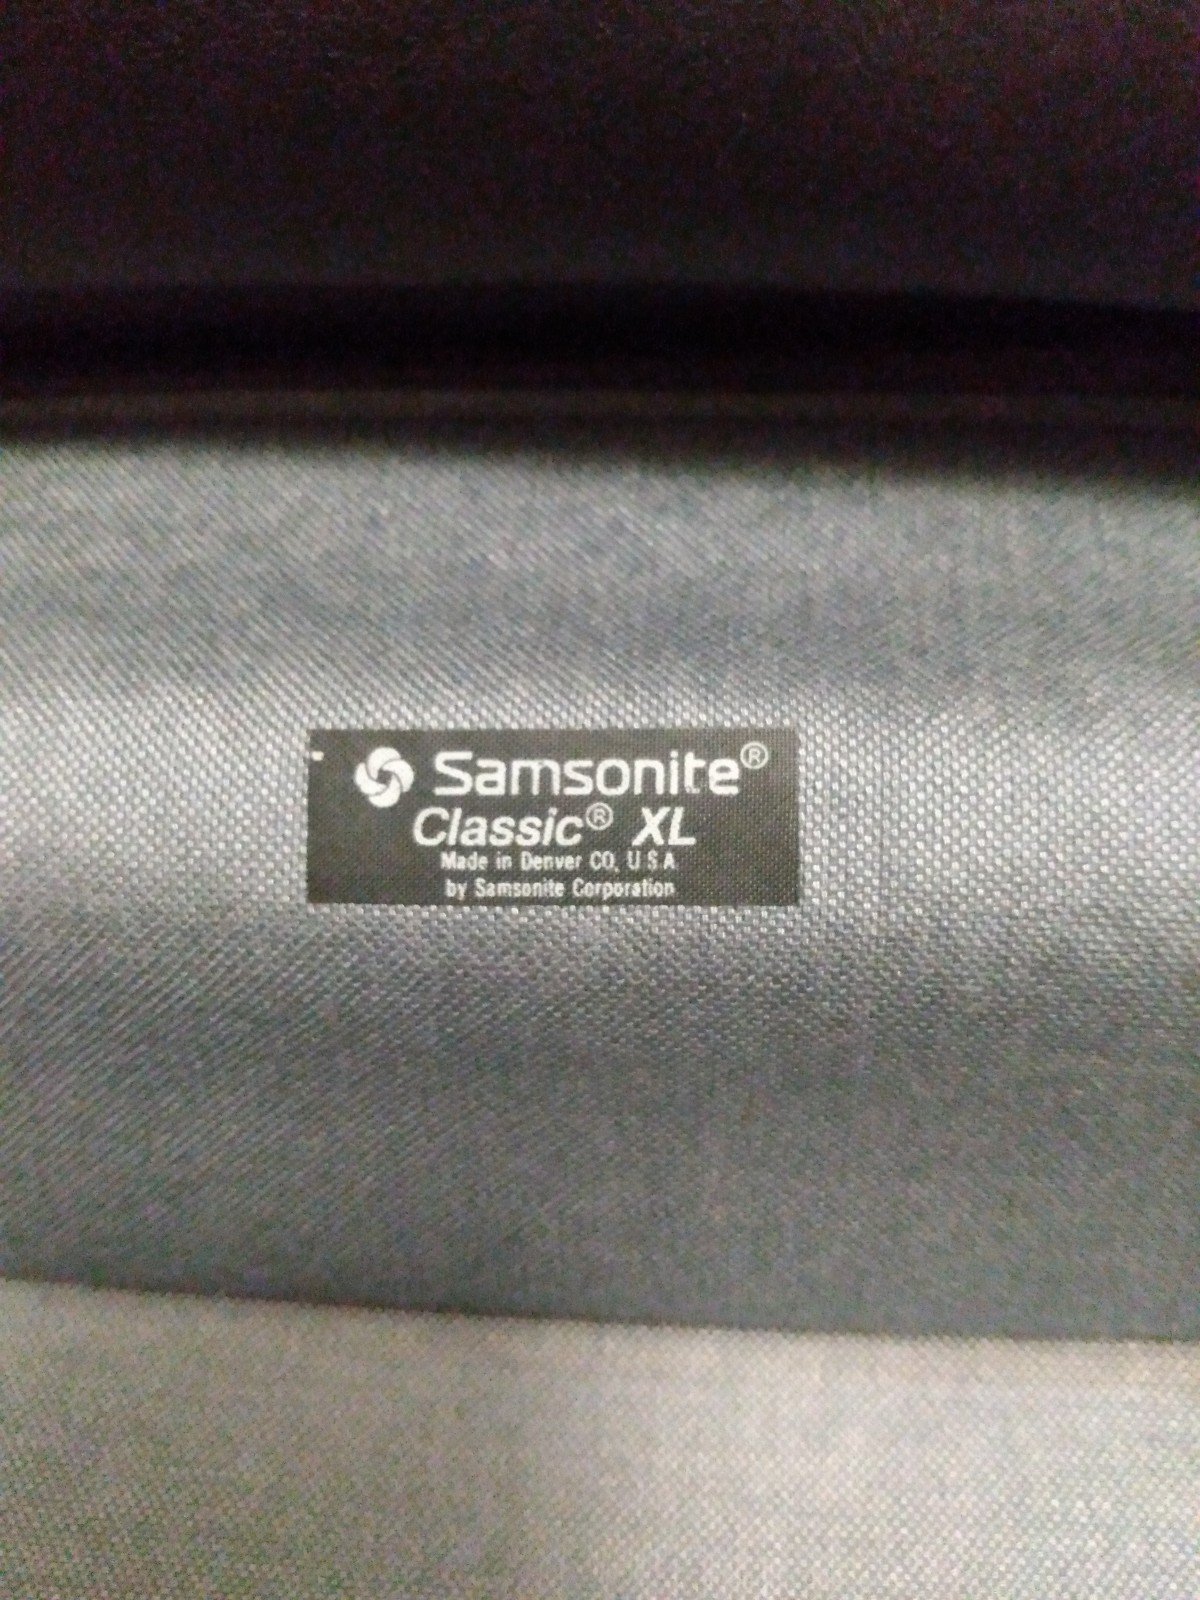 Samsonite®
Classic® XL
Made in Denver CO, U S A
by Samsonite Corporation